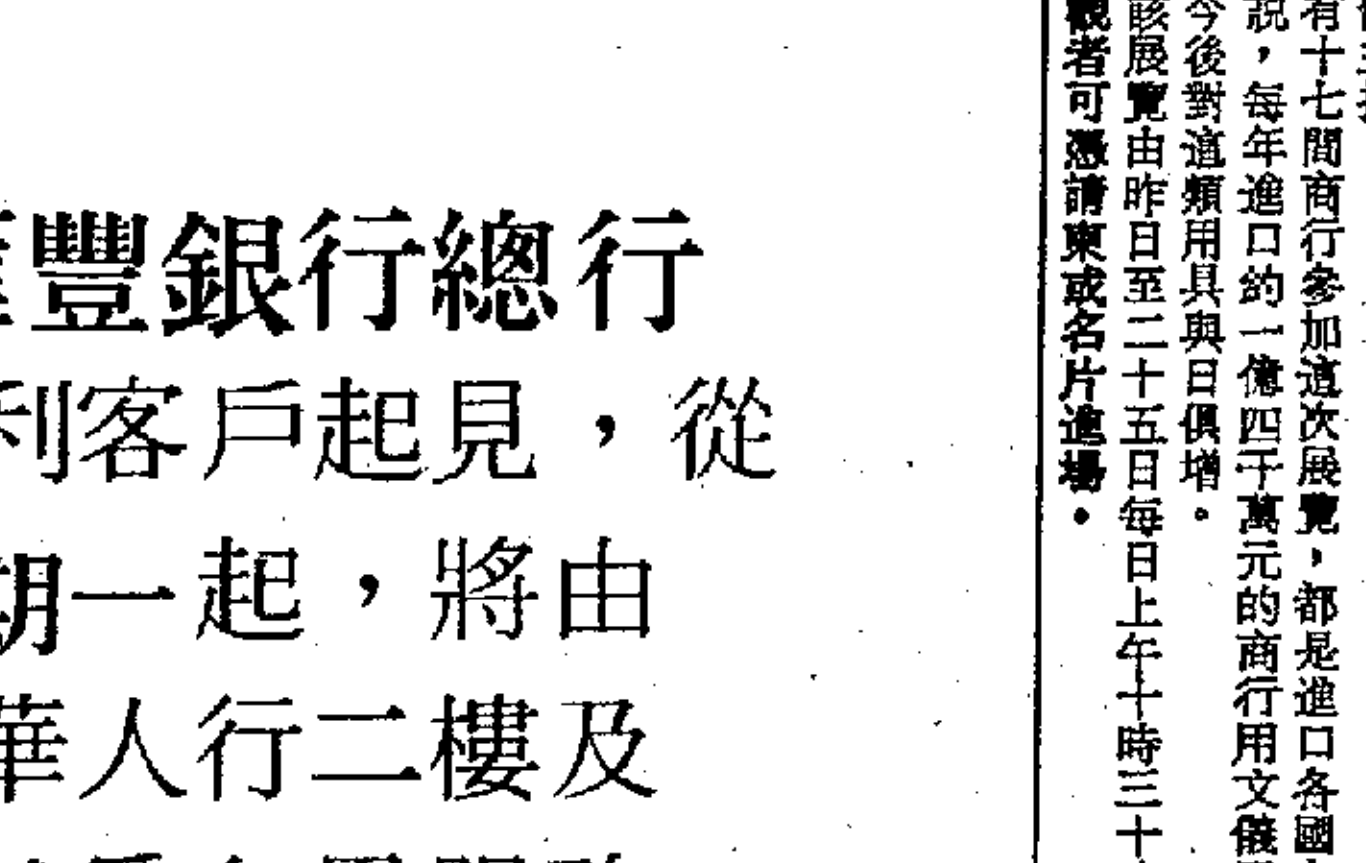 有十七間商行參加這次展覽，都是進口各國
説，每年進口約一億四千萬元的商行用文儀
今後對這類用具與日俱增。
該展覽由昨日至二十五日每日上午十時三十
觀者可憑請柬或名片進場。
滙豐銀行總行
利客戶起見，從
期一起，將由
華人行二樓及